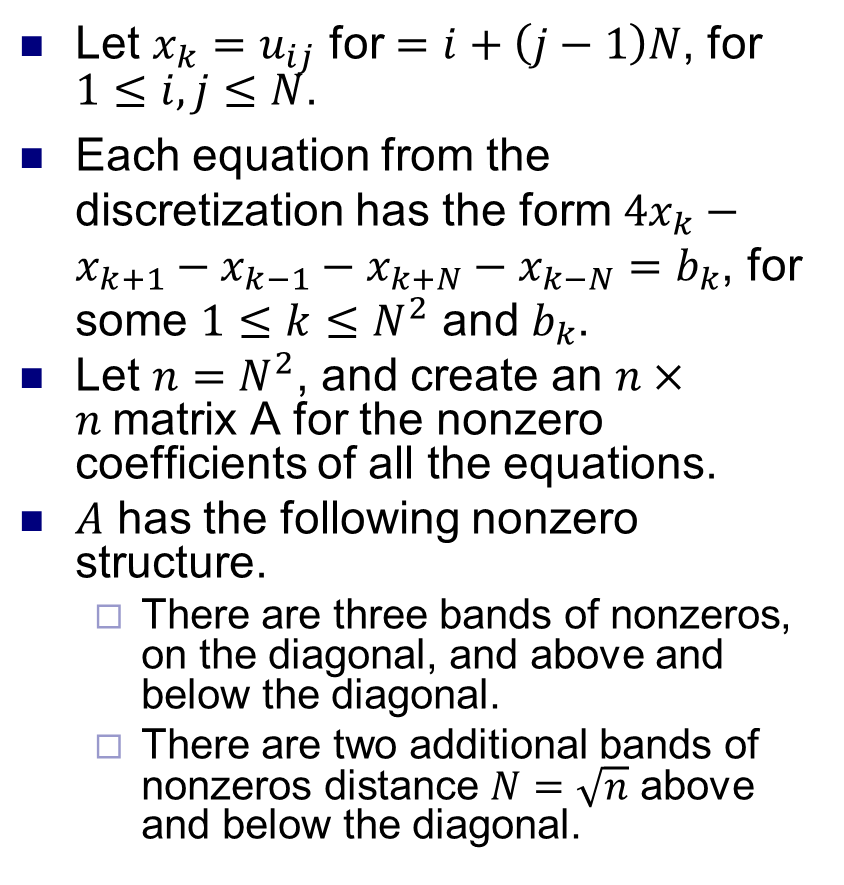 Let xₖ = uᵢⱼ for = i + (j − 1)N, for
1 ≤ i, j ≤ N.
Each equation from the
discretization has the form 4xₖ −
xₖ₊₁ − xₖ₋₁ − xₖ₊N − xₖ₋N = bₖ, for
some 1 ≤ k ≤ N² and bₖ.
Let n = N², and create an n ×
n matrix A for the nonzero
coefficients of all the equations.
A has the following nonzero
structure.
There are three bands of nonzeros,
on the diagonal, and above and
below the diagonal.
There are two additional bands of
nonzeros distance N = √n above
and below the diagonal.